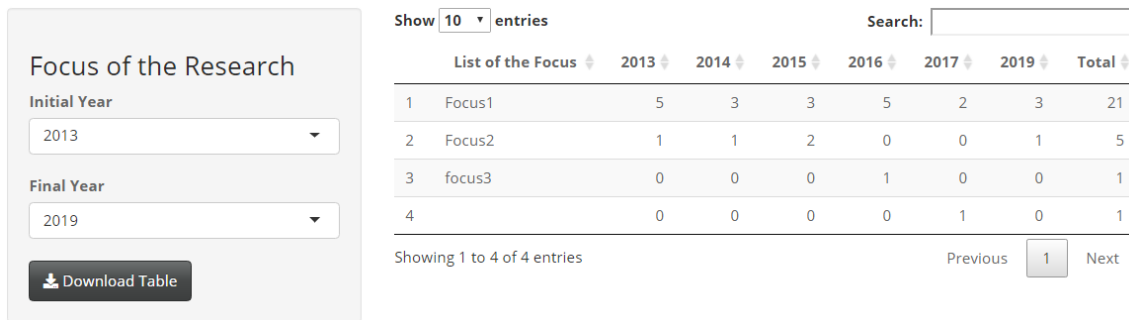 Focus of the Research
Initial Year
2013
Final Year
2019
Download Table
Show 10 entries
Search:
List of the Focus 2013 2014 2015 2016 2017 2019 Total
1 Focus1 5 3 3 5 2 3 21
2 Focus2 1 1 2 0 0 1 5
3 focus3 0 0 0 1 0 0 1
4 0 0 0 0 1 0 1
Showing 1 to 4 of 4 entries
Previous 1 Next